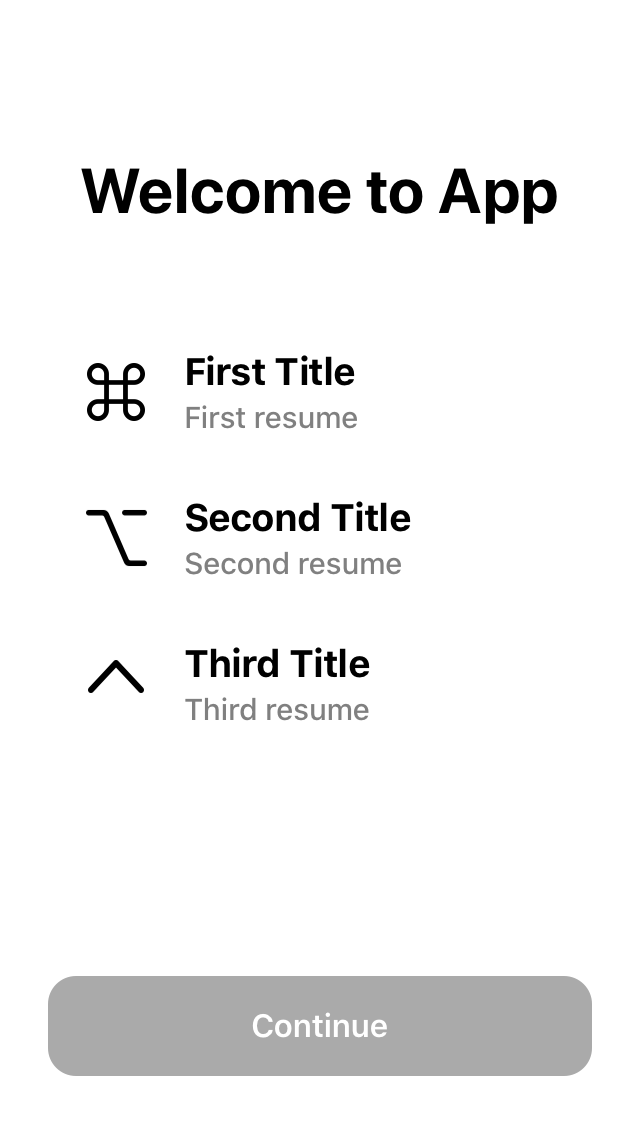 Welcome to App
First Title
First resume
Second Title
Second resume
Third Title
Third resume
Continue